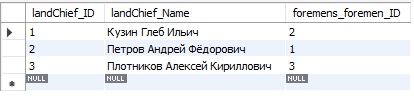 landChief_ID landChief_Name foremens_foremen_ID
1 Кузин Глеб Ильич 2
2 Петров Андрей Фёдорович 1
3 Плотников Алексей Кириллович 3
NULL NULL NULL